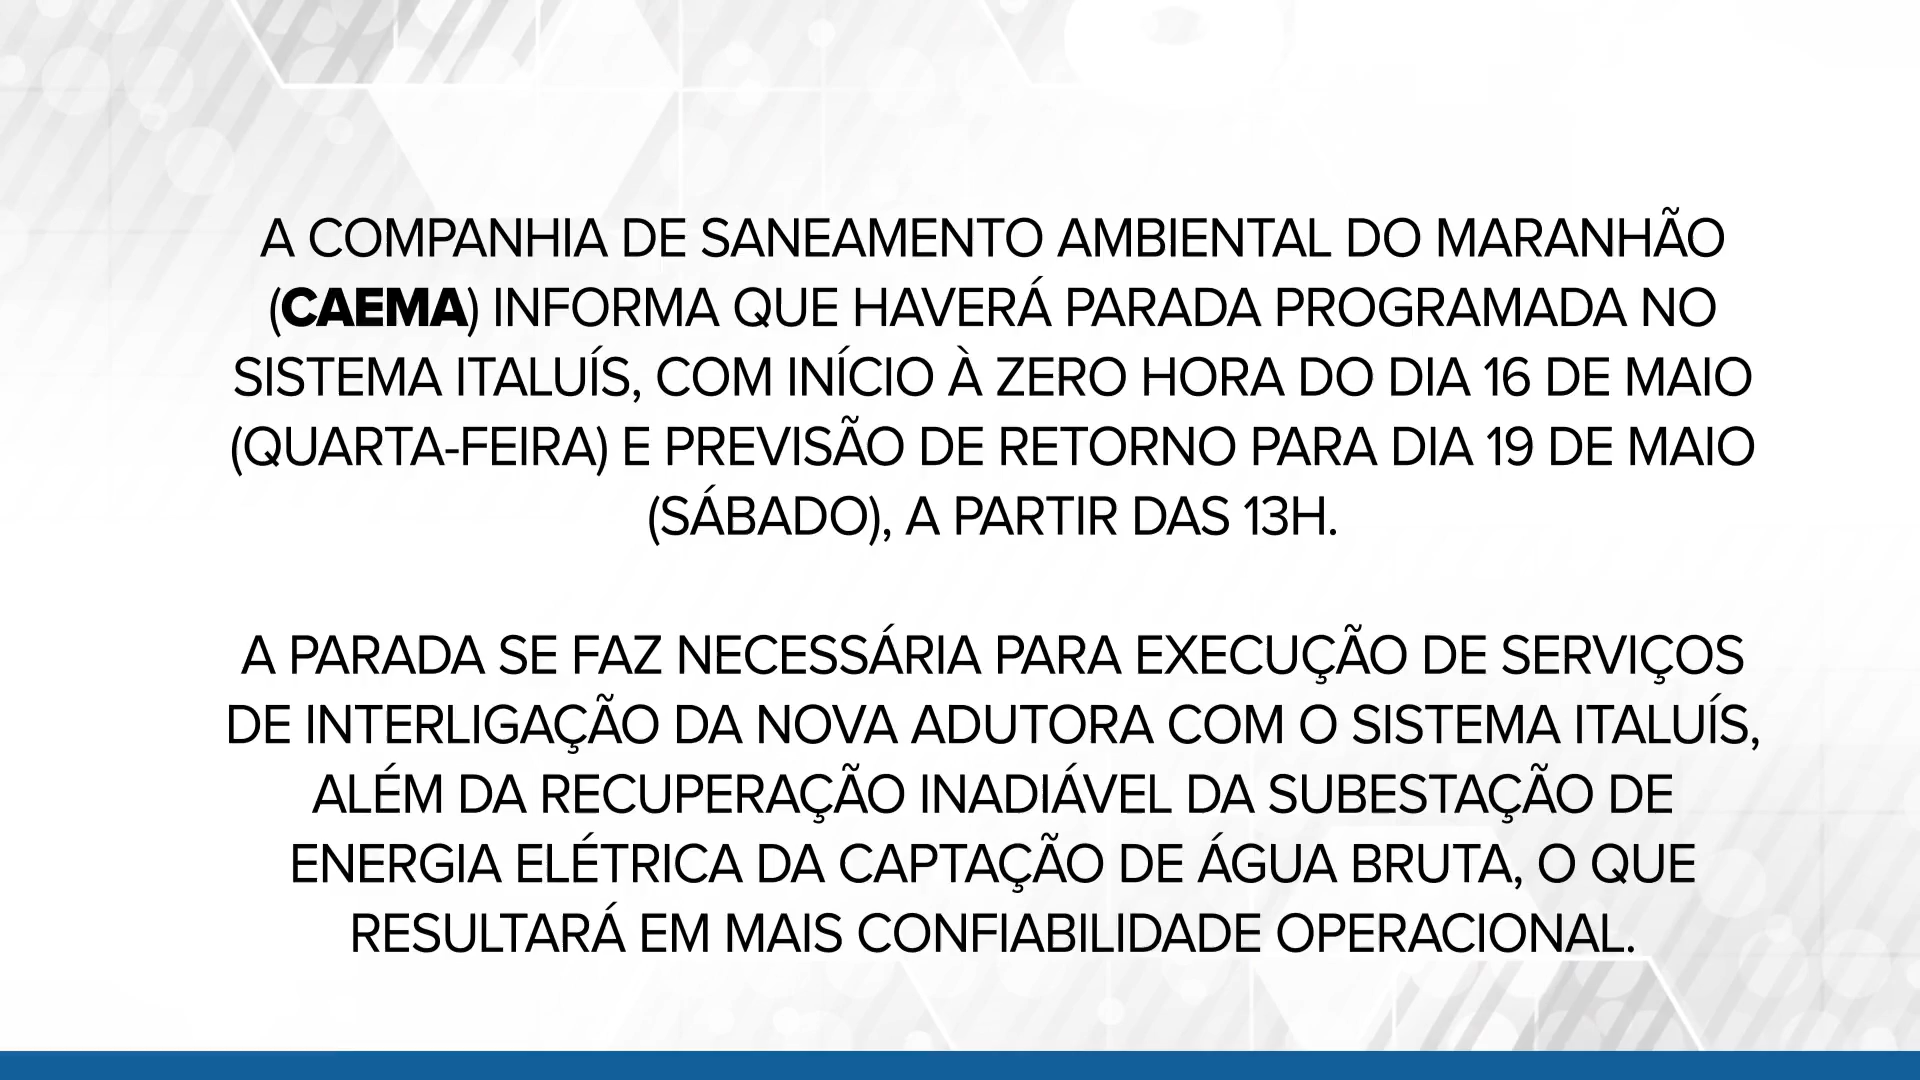 A COMPANHIA DE SANEAMENTO AMBIENTAL DO MARANHÃO
(CAEMA) INFORMA QUE HAVERÁ PARADA PROGRAMADA NO
SISTEMA ITALUÍS, COM INÍCIO À ZERO HORA DO DIA 16 DE MAIO
(QUARTA-FEIRA) E PREVISÃO DE RETORNO PARA DIA 19 DE MAIO
(SÁBADO), A PARTIR DAS 13H.
A PARADA SE FAZ NECESSÁRIA PARA EXECUÇÃO DE SERVIÇOS
DE INTERLIGAÇÃO DA NOVA ADUTORA COM O SISTEMA ITALUÍS,
ALÉM DA RECUPERAÇÃO INADIÁVEL DA SUBESTAÇÃO DE
ENERGIA ELÉTRICA DA CAPTAÇÃO DE ÁGUA BRUTA, O QUE
RESULTARÁ EM MAIS CONFIABILIDADE OPERACIONAL.